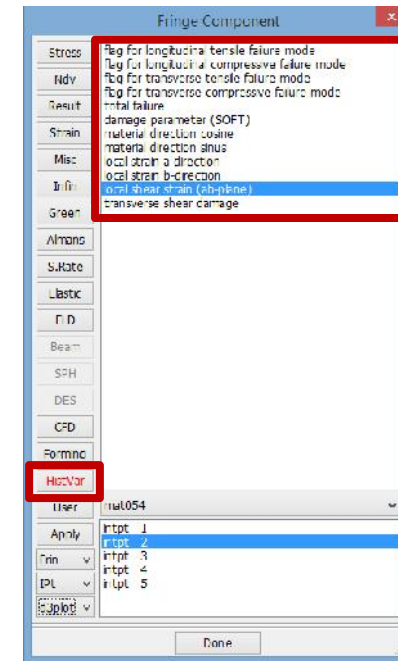 Fringe Component
x
Stress
Ndv
Result
Strain
Misc
Infin
Green
Almans
S.Rate
Elastic
FLD
Beam
SPH
DES
CFD
Forming
HistVar
User
Apply
Frin
IPt
d3plot
flag for longitudinal tensile failure mode
flag for longitudinal compressive failure mode
flag for transverse tensile failure mode
flag for transverse compressive failure mode
total failure
damage parameter (SOFT)
material direction cosine
material direction sinus
local strain a-direction
local strain b-direction
local shear strain (ab-plane)
transverse shear damage
mat054
intpt 1
intpt 2
intpt 3
intpt 4
intpt 5
Done